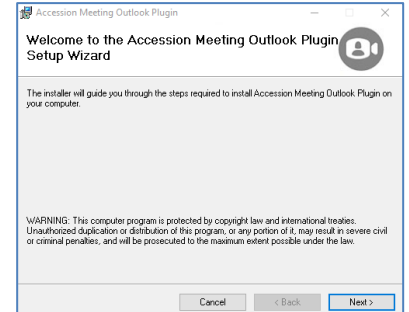 Accession Meeting Outlook Plugin
Welcome to the Accession Meeting Outlook Plugin
Setup Wizard
The installer will guide you through the steps required to install Accession Meeting Outlook Plugin on
your computer.
WARNING: This computer program is protected by copyright law and international treaties.
Unauthorized duplication or distribution of this program, or any portion of it, may result in severe civil
or criminal penalties, and will be prosecuted to the maximum extent possible under the law.
Cancel < Back Next >